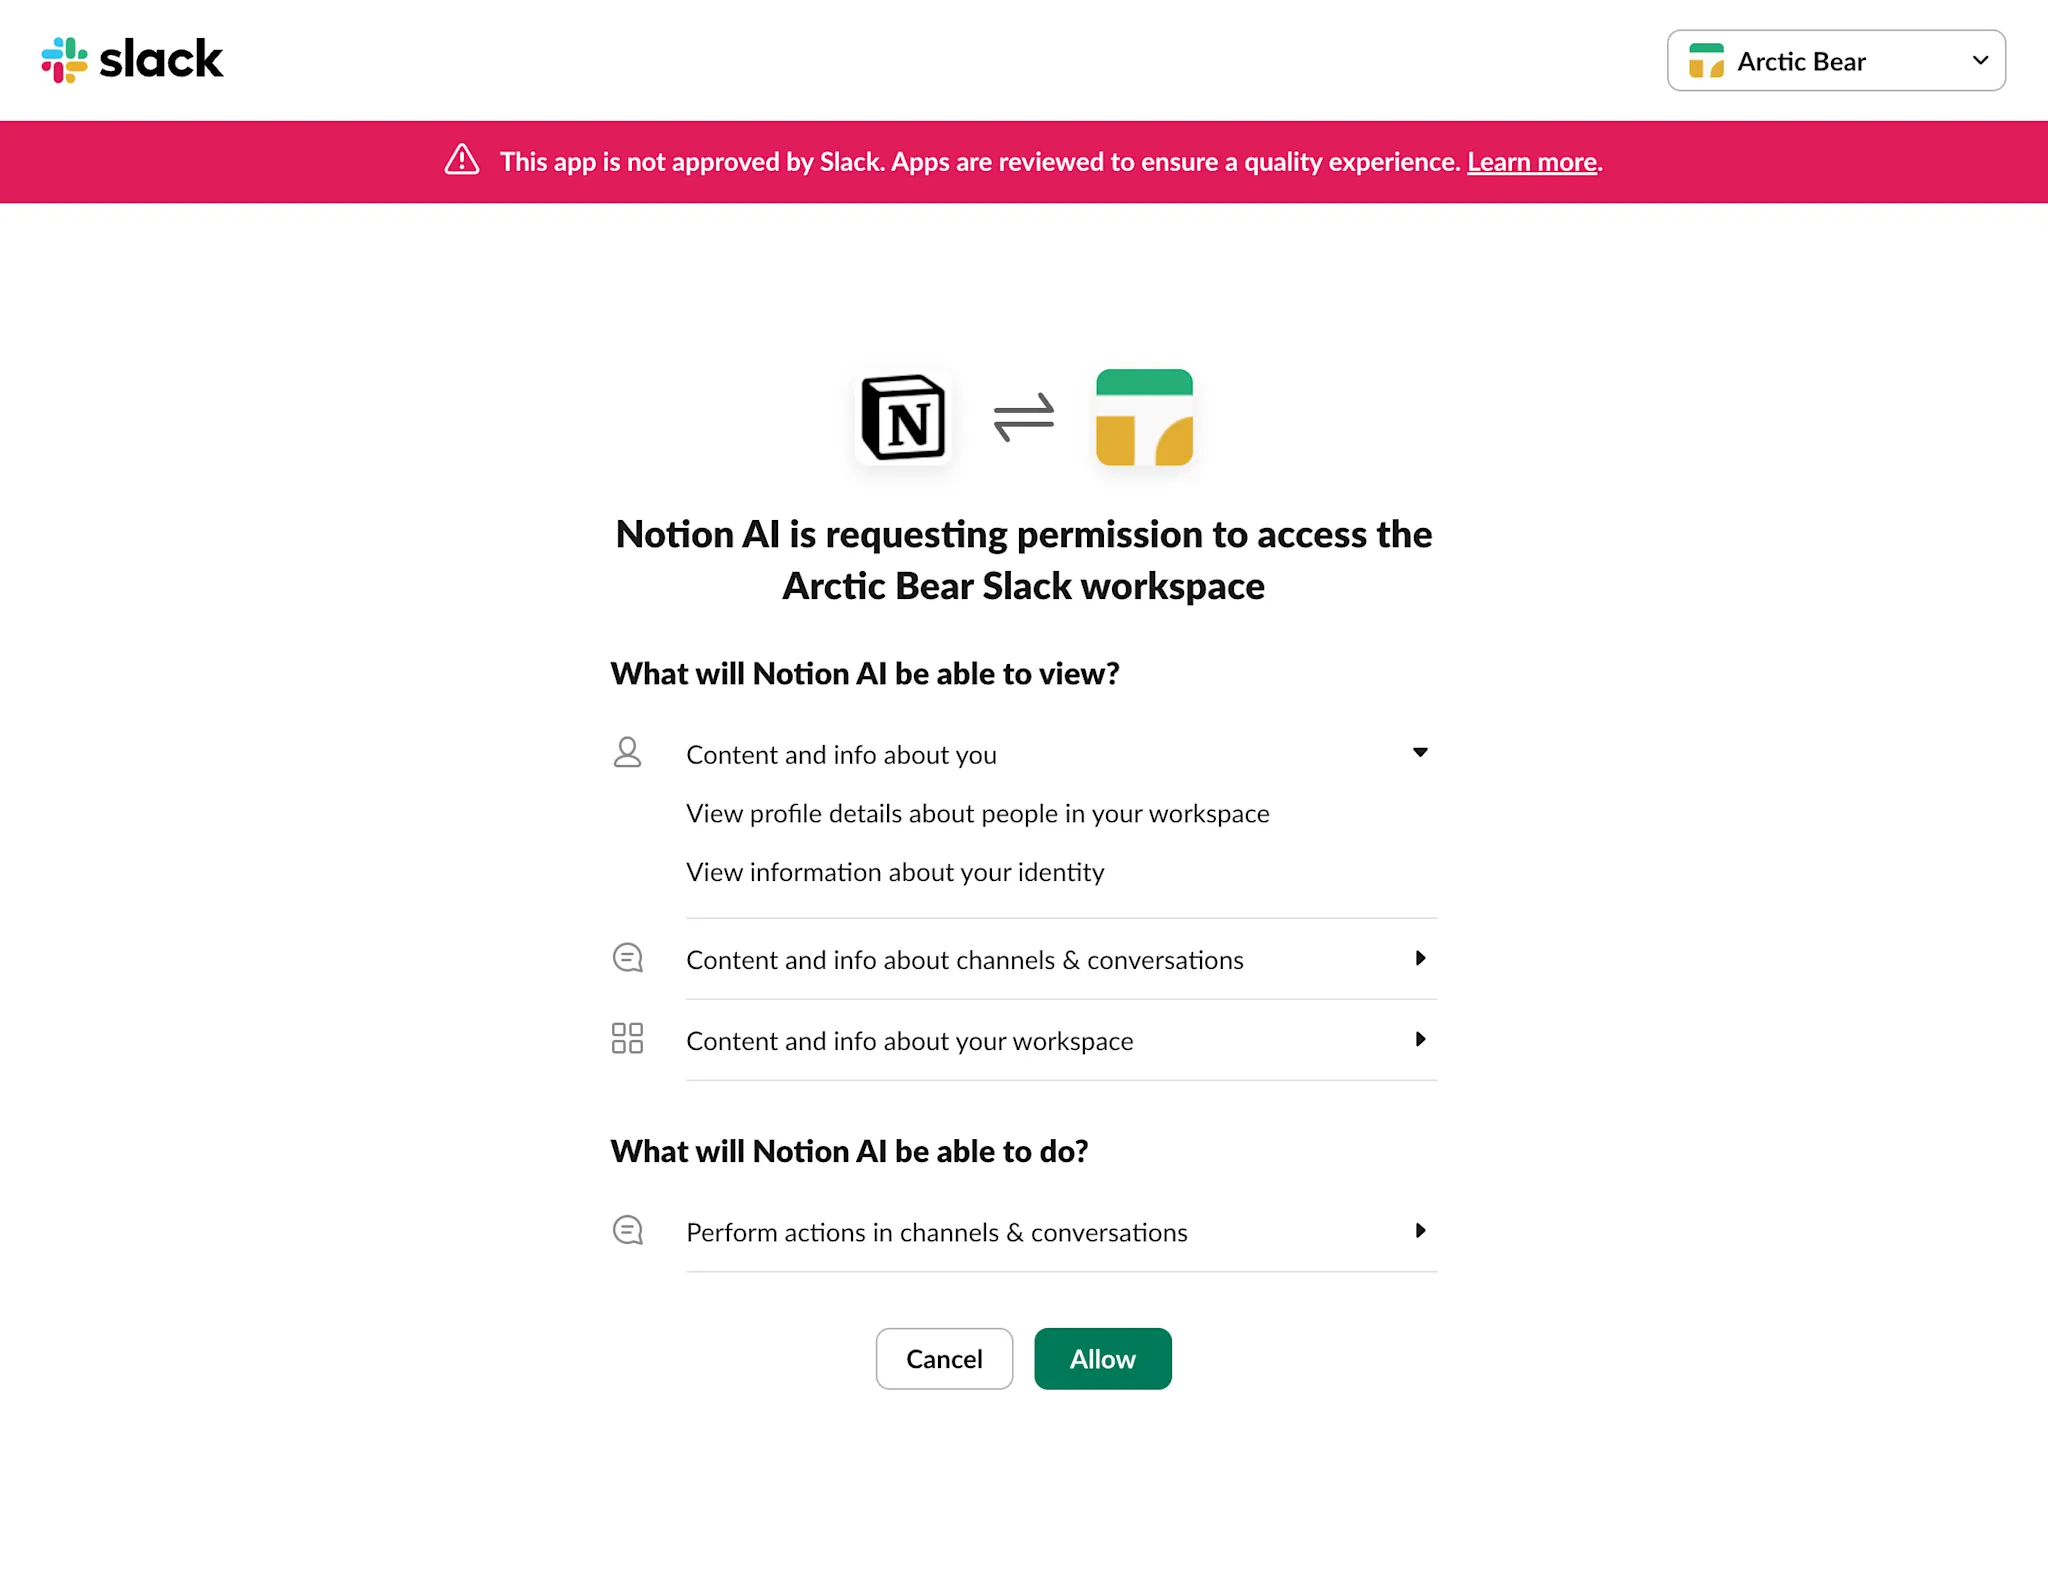 slack
Arctic Bear
This app is not approved by Slack. Apps are reviewed to ensure a quality experience. Learn more.
N
Notion AI is requesting permission to access the
Arctic Bear Slack workspace
What will Notion AI be able to view?
Content and info about you
View profile details about people in your workspace
View information about your identity
Content and info about channels & conversations
Content and info about your workspace
What will Notion AI be able to do?
Perform actions in channels & conversations
Cancel
Allow